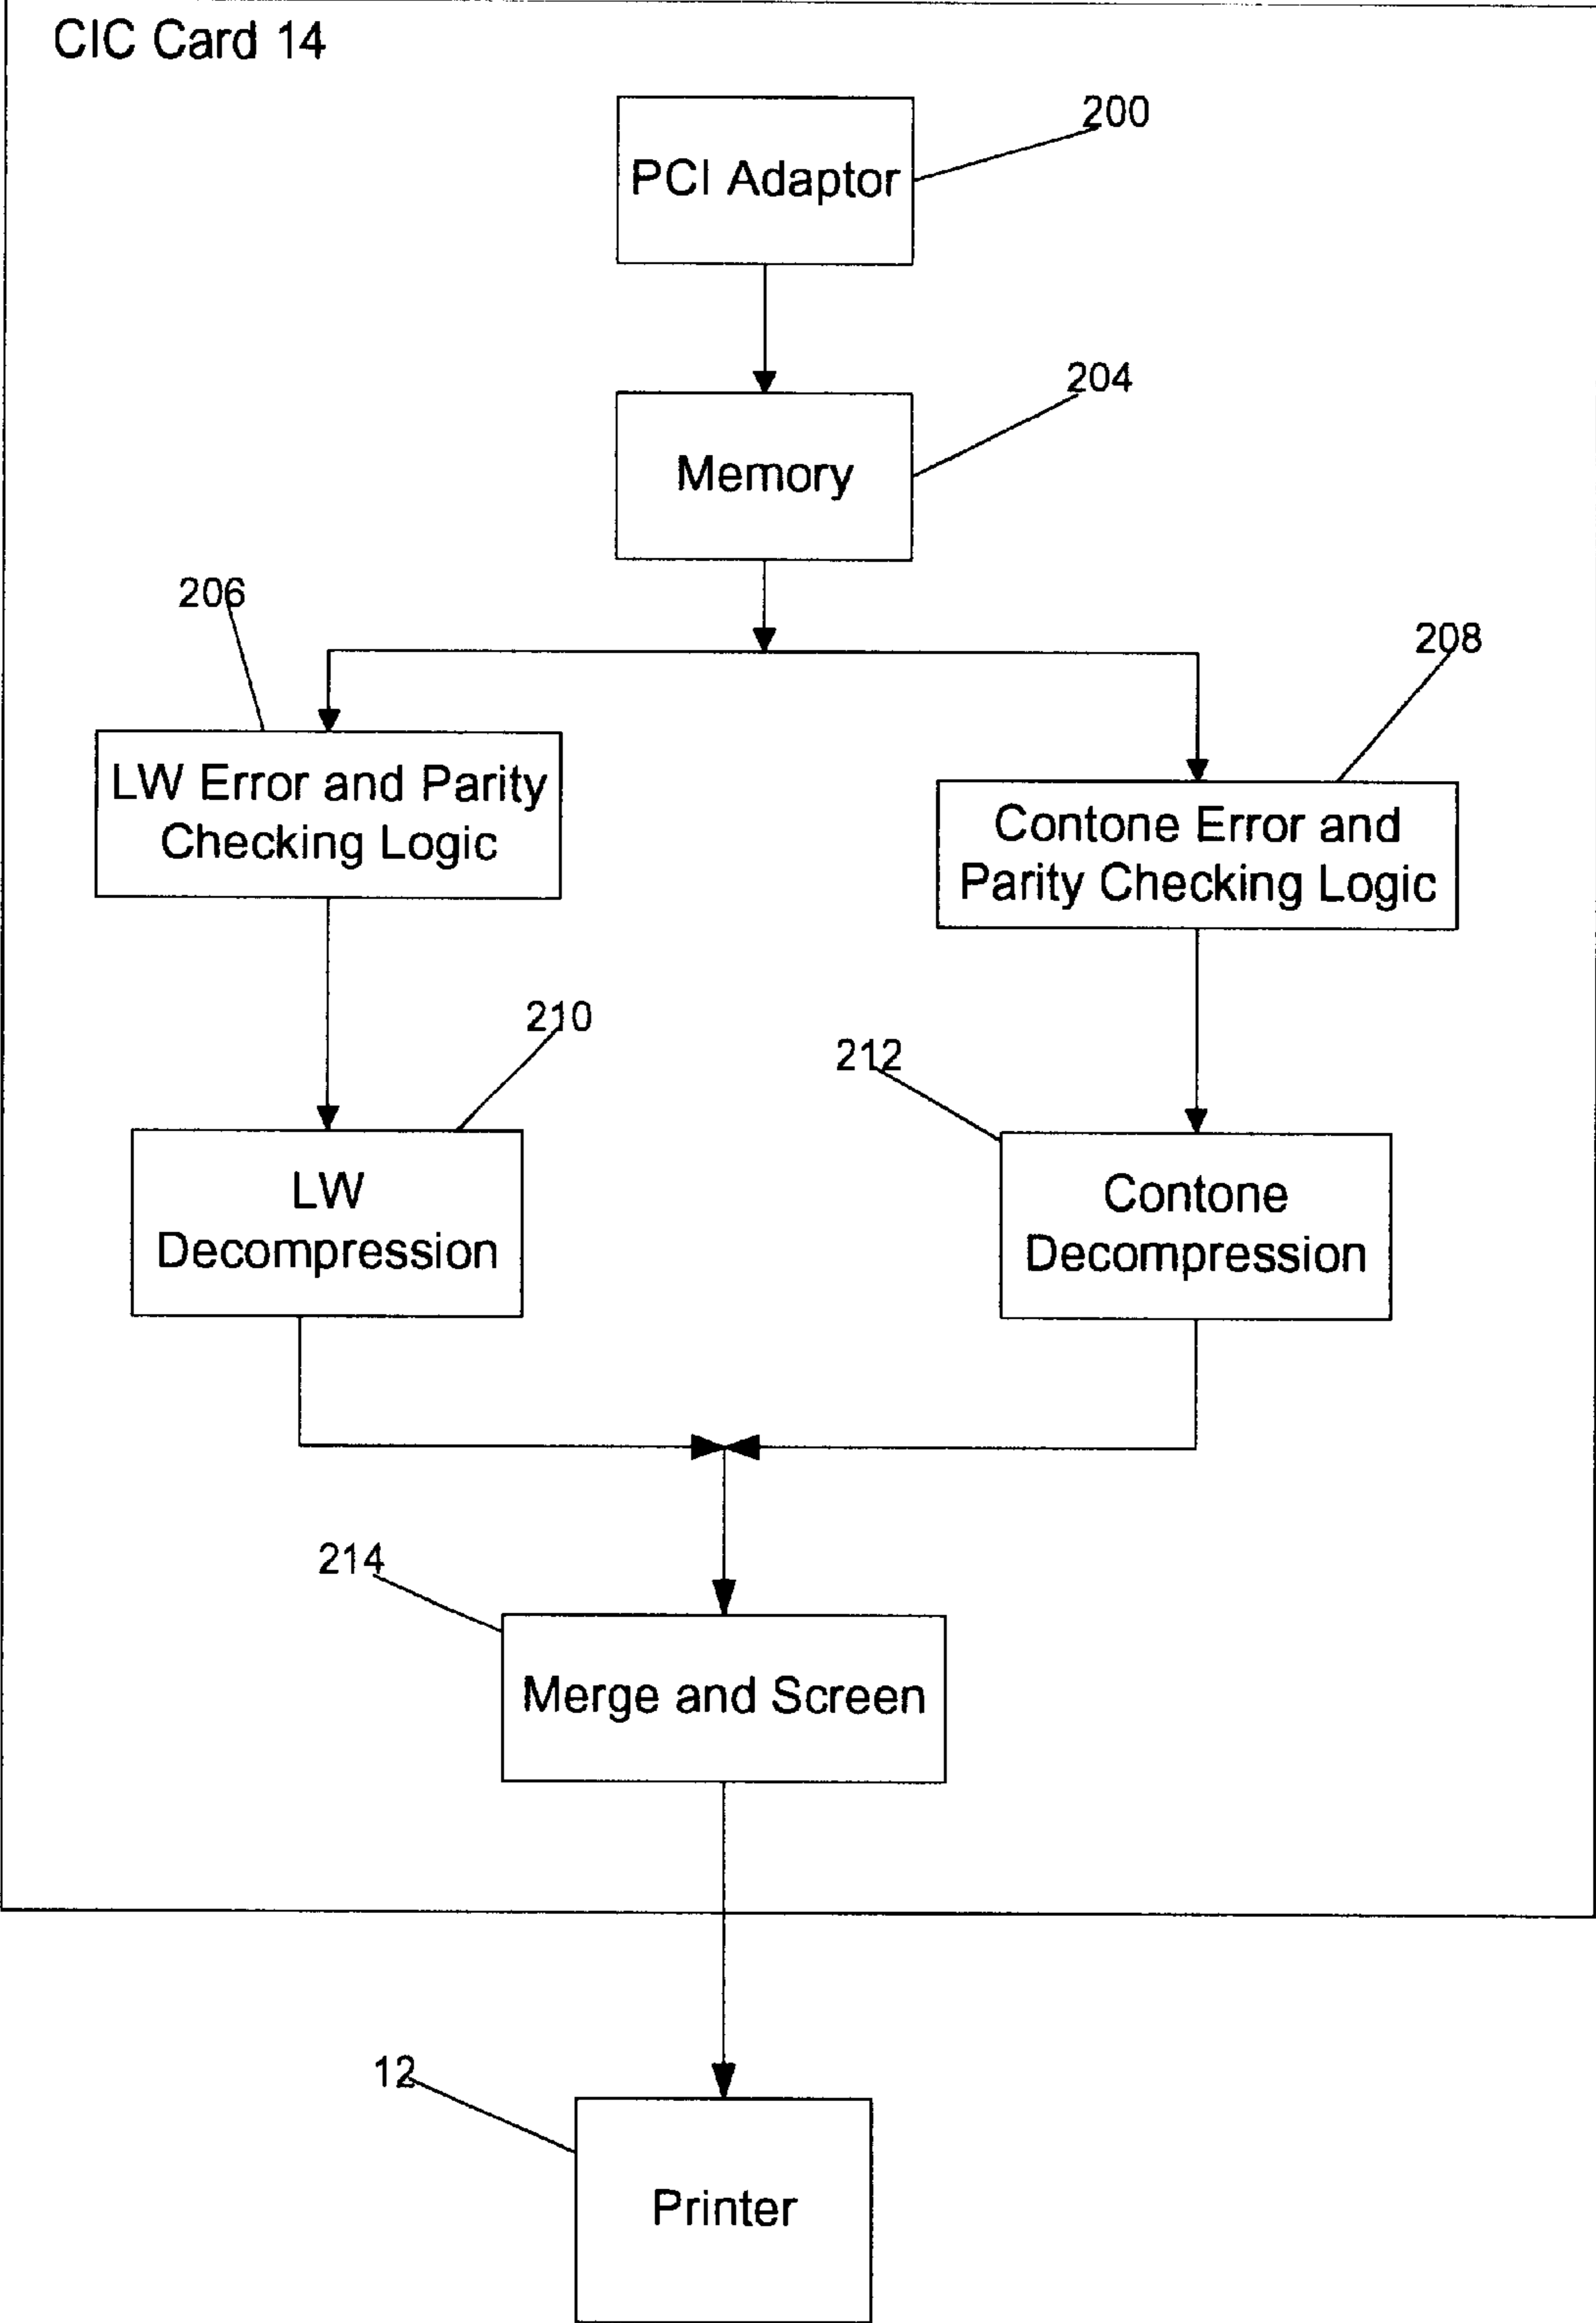 CIC Card 14
200
PCI Adaptor
204
Memory
206
208
LW Error and Parity
Checking Logic
Contone Error and
Parity Checking Logic
210
212
LW
Decompression
Contone
Decompression
214
Merge and Screen
12
Printer